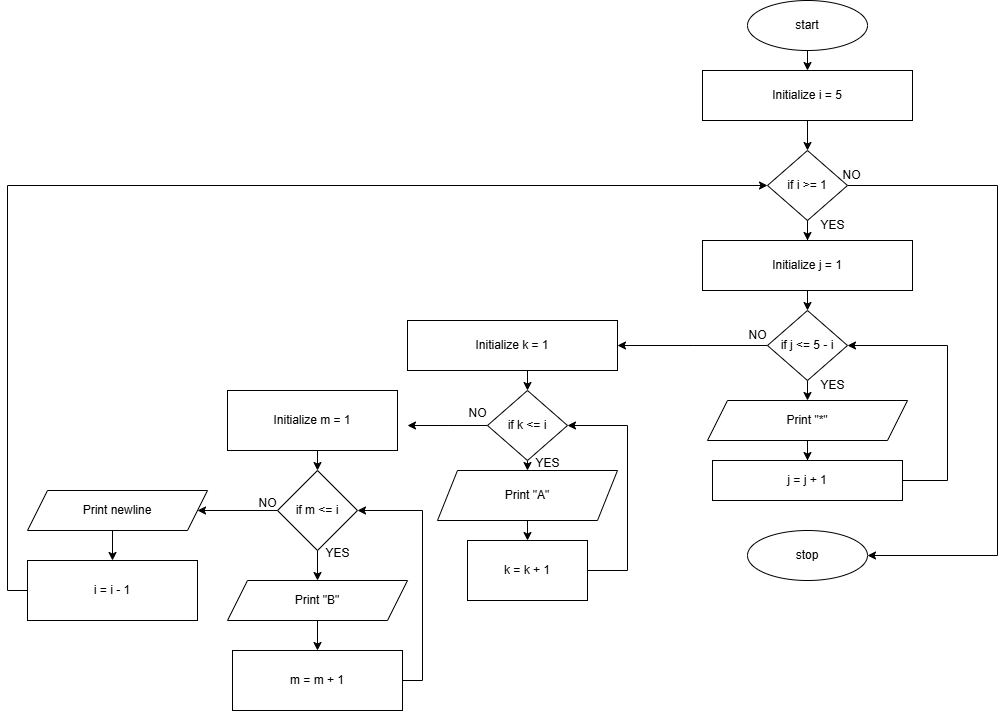 start
Initialize i = 5
if i >= 1
NO
YES
Initialize j = 1
if j <= 5 - i
NO
YES
Print "*"
j = j + 1
Initialize k = 1
if k <= i
NO
YES
Print "A"
k = k + 1
Initialize m = 1
if m <= i
NO
YES
Print "B"
m = m + 1
Print newline
i = i - 1
stop